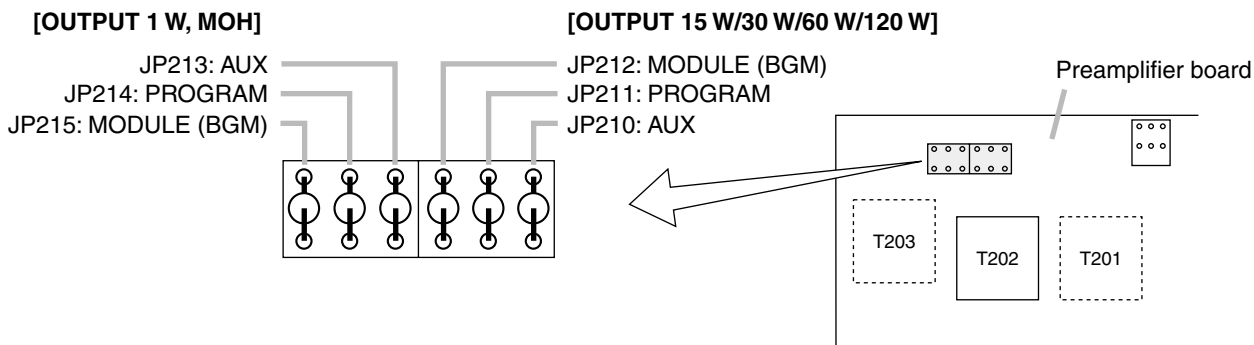 [OUTPUT 1 W, MOH]
JP213: AUX
JP214: PROGRAM
JP215: MODULE (BGM)
[OUTPUT 15 W/30 W/60 W/120 W]
JP212: MODULE (BGM)
JP211: PROGRAM
JP210: AUX
Preamplifier board
T203
T202
T201